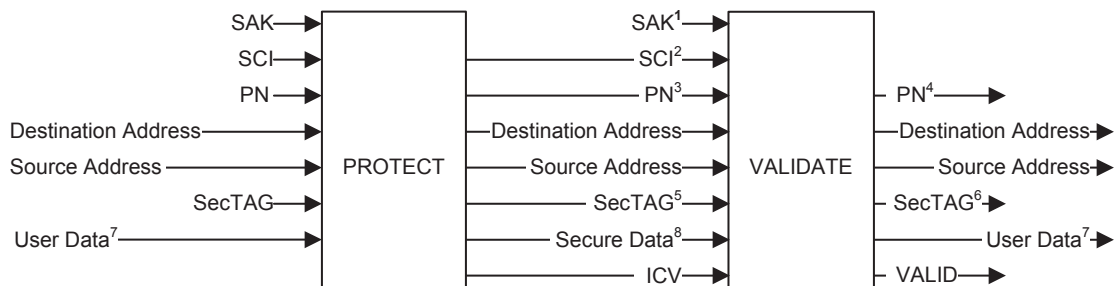 SAK SAK¹
SCI SCI²
PN PN³ PN⁴
Destination Address Destination Address Destination Address
Source Address PROTECT Source Address VALIDATE Source Address
SecTAG SecTAG⁵ SecTAG⁶
User Data⁷ Secure Data⁸ User Data⁷
ICV VALID